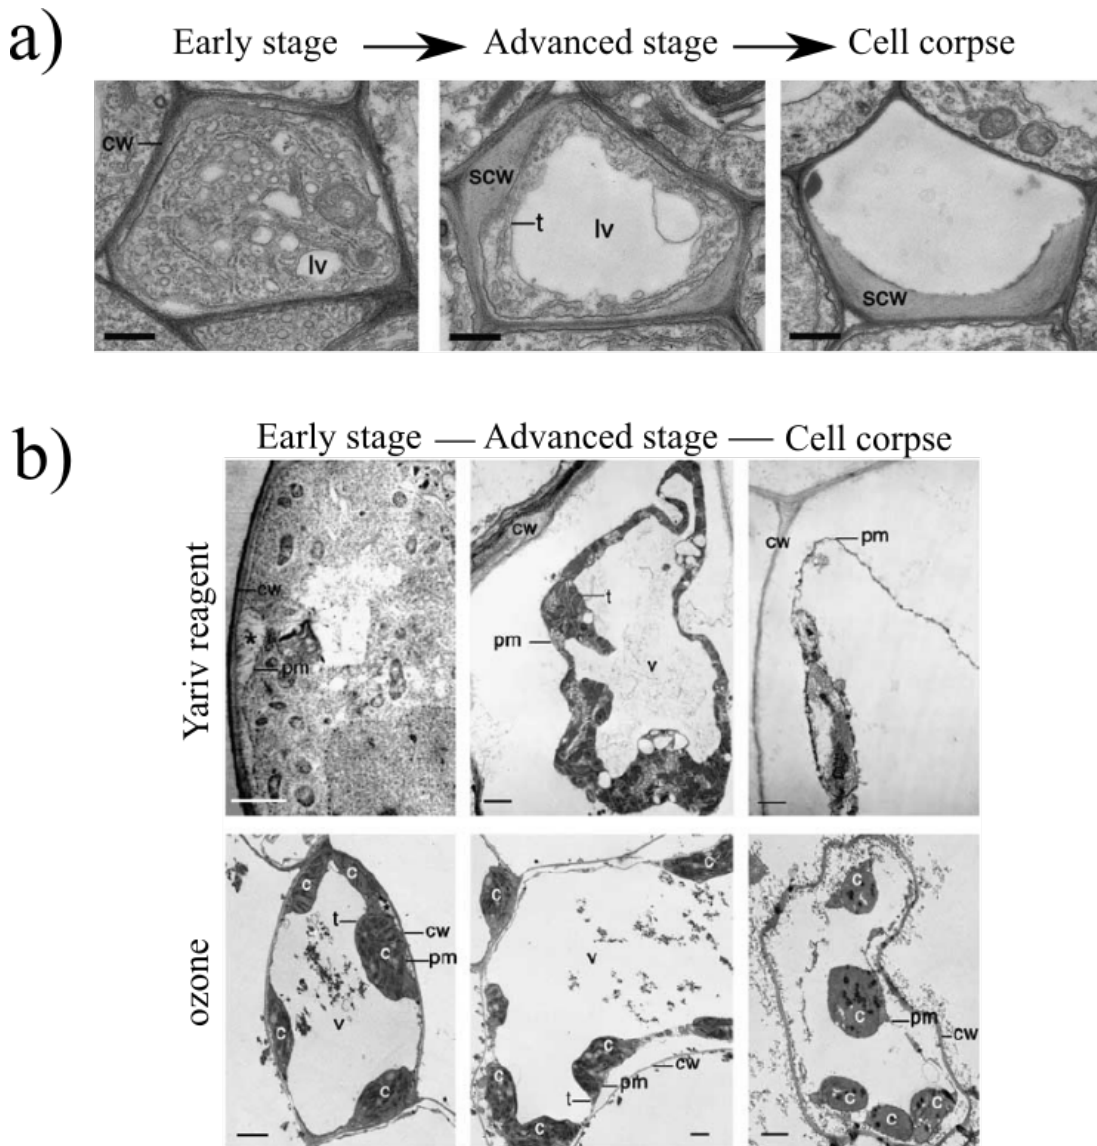 a)
Early stage
Advanced stage
Cell corpse
cw
lv
scw
t
lv
scw
b)
Early stage — Advanced stage — Cell corpse
Yariv reagent
cw
*
pm
cw
t
pm
v
cw
pm
ozone
c
c
t
c
cw
pm
v
c
c
c
c
v
c
pm
cw
t
c
c
c
c
pm
cw
c
c
c